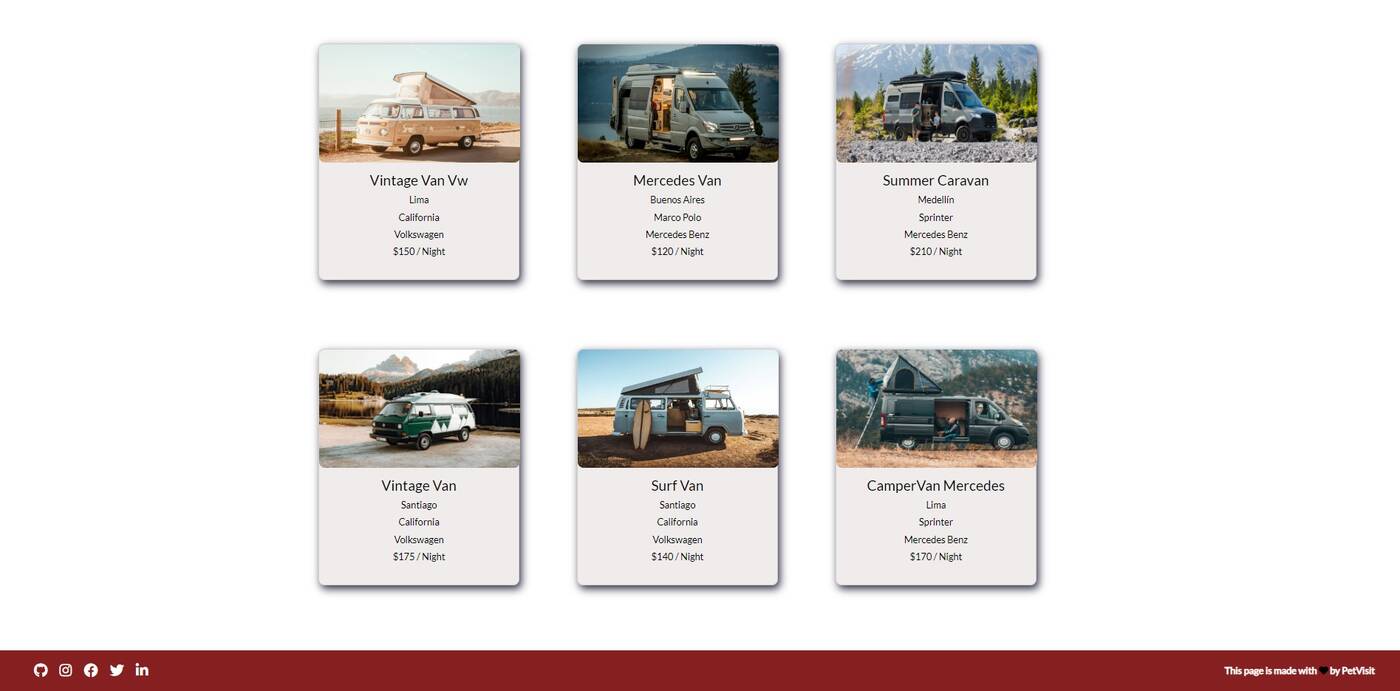 Vintage Van Vw
Lima
California
Volkswagen
$150 / Night
Mercedes Van
Buenos Aires
Marco Polo
Mercedes Benz
$120 / Night
Summer Caravan
Medellín
Sprinter
Mercedes Benz
$210 / Night
Vintage Van
Santiago
California
Volkswagen
$175 / Night
Surf Van
Santiago
California
Volkswagen
$140 / Night
CamperVan Mercedes
Lima
Sprinter
Mercedes Benz
$170 / Night
This page is made with 🖤 by PetVisit